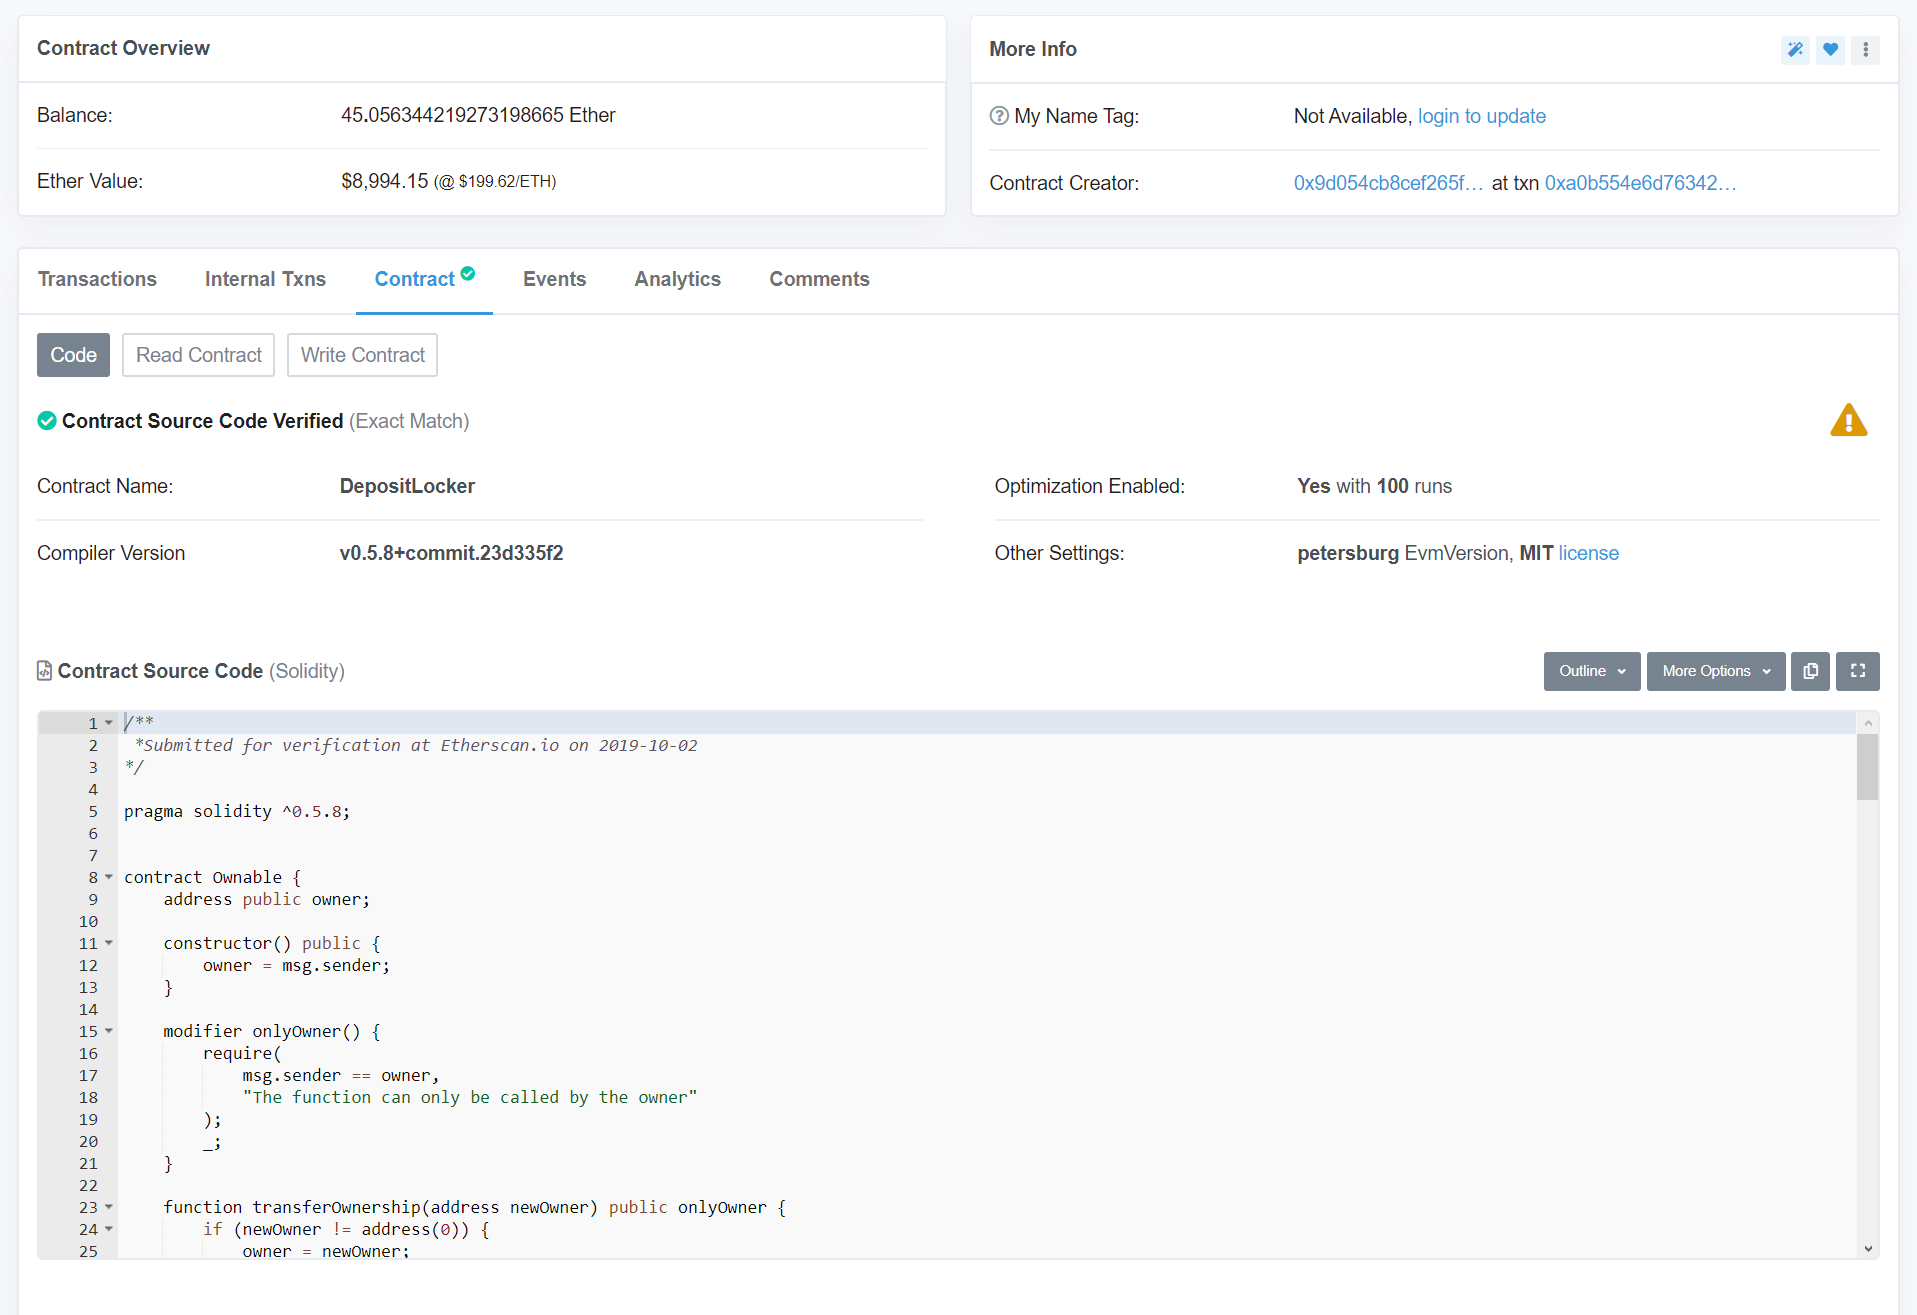 Contract Overview
Balance: 45.056344219273198665 Ether
Ether Value: $8,994.15 (@ $199.62/ETH)
More Info
My Name Tag: Not Available, login to update
Contract Creator: 0x9d054cb8cef265f... at txn 0xa0b554e6d76342...
Transactions Internal Txns Contract Events Analytics Comments
Code Read Contract Write Contract
Contract Source Code Verified (Exact Match)
Contract Name: DepositLocker
Compiler Version v0.5.8+commit.23d335f2
Optimization Enabled: Yes with 100 runs
Other Settings: petersburg EvmVersion, MIT license
Contract Source Code (Solidity)
Outline More Options
1 /**
2 *Submitted for verification at Etherscan.io on 2019-10-02
3 */
4
5 pragma solidity ^0.5.8;
6
7
8 contract Ownable {
9 address public owner;
10
11 constructor() public {
12 owner = msg.sender;
13 }
14
15 modifier onlyOwner() {
16 require(
17 msg.sender == owner,
18 "The function can only be called by the owner"
19 );
20 _;
21 }
22
23 function transferOwnership(address newOwner) public onlyOwner {
24 if (newOwner != address(0)) {
25 owner = newOwner;